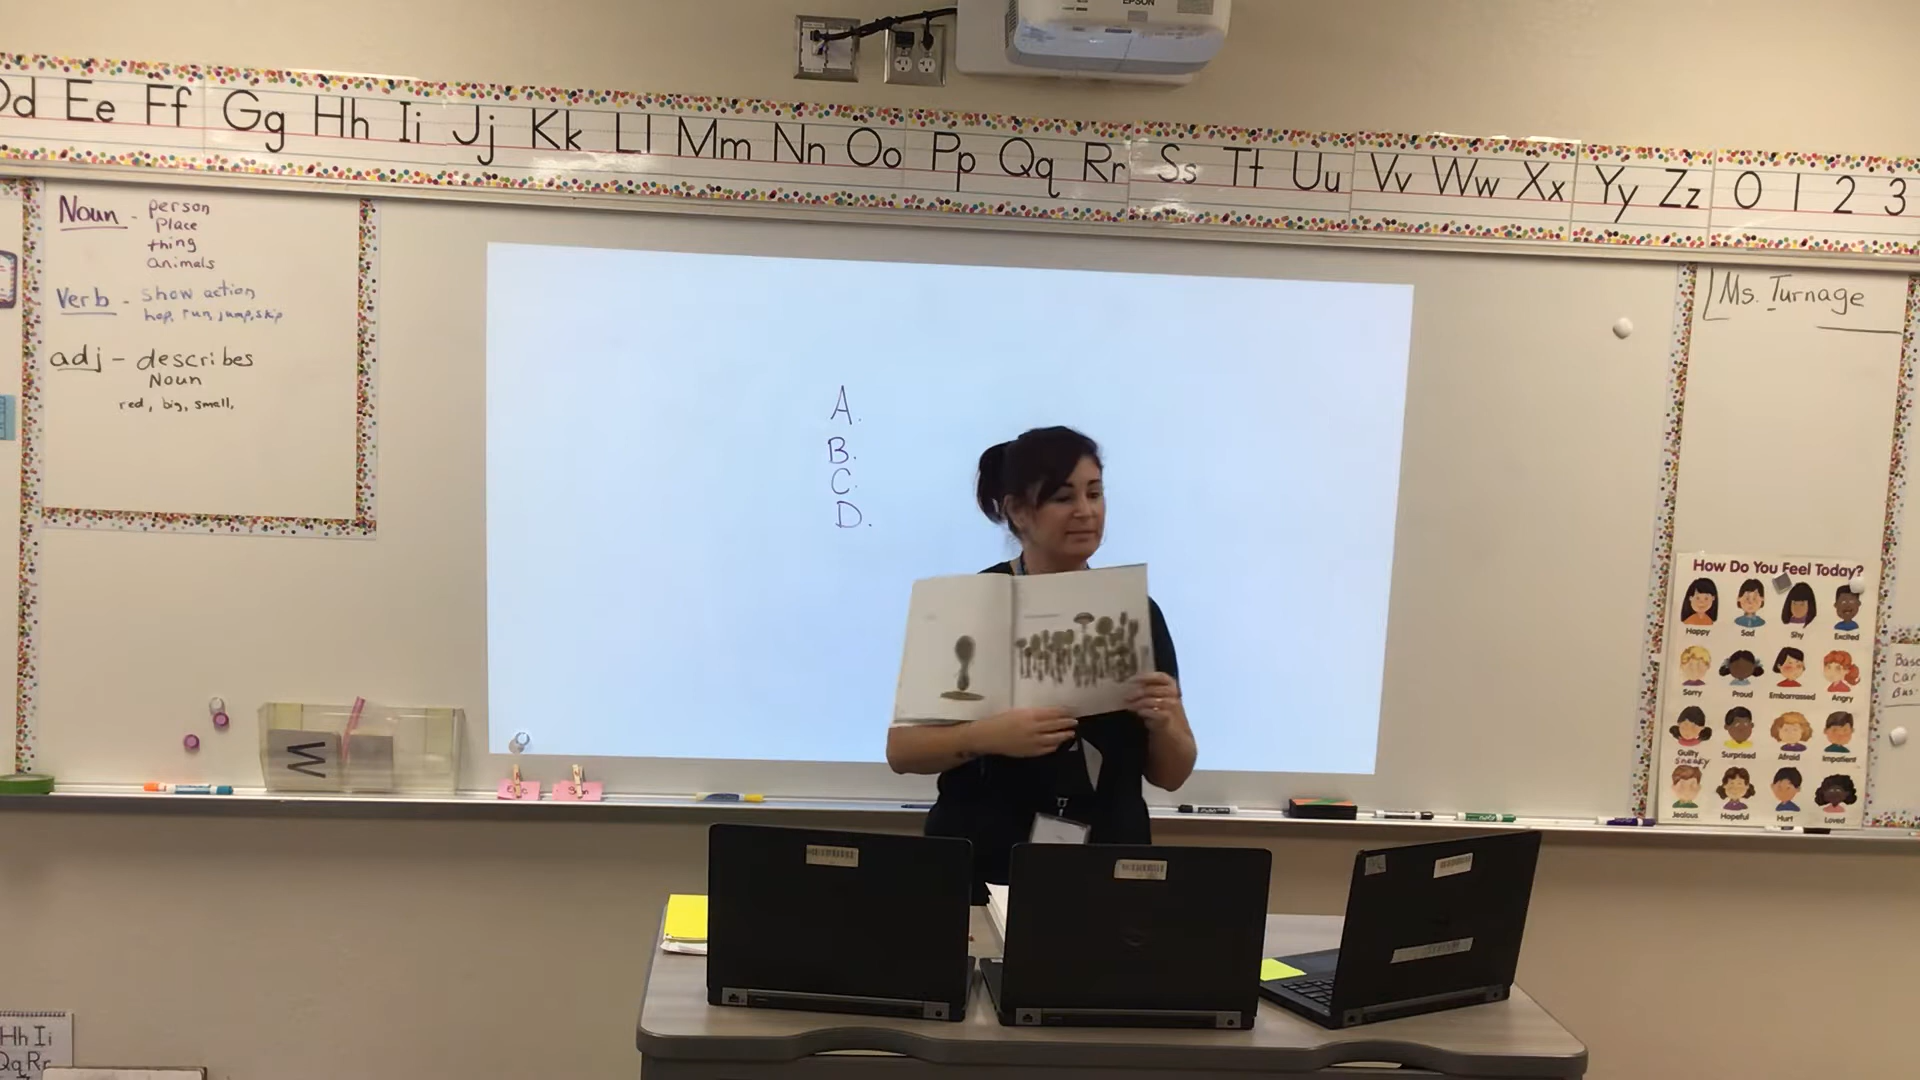 EPSON
Dd Ee Ff Gg Hh Ii Jj Kk Ll Mm Nn Oo Pp Qq Rr Ss Tt Uu Vv Ww Xx Yy Zz 0 1 2 3
Noun - person
Place
thing
animals
Verb - show action
hop, run, jump, skip
adj - describes
Noun
red, big, small,
A.
B.
C.
D.
Ms. Turnage
How Do You Feel Today?
Happy Sad Shy Excited
Sorry Proud Embarrassed Angry
Guilty Surprised Afraid Impatient
Sneaky
Jealous Hopeful Hurt Loved
Base
Car
Bus
W
Hh Ii
Qq Rr